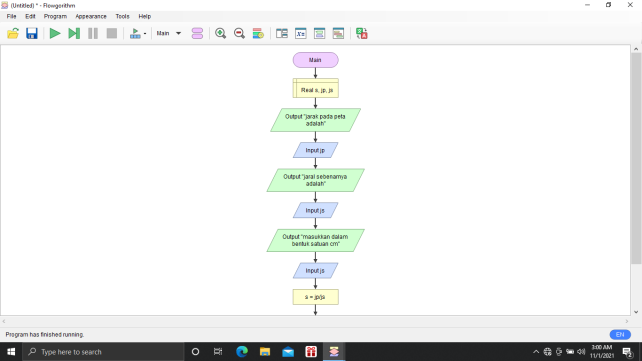 (Untitled) * - Flowgorithm
File Edit Program Appearance Tools Help
Main
Main
Real s, jp, js
Output "jarak pada peta
adalah"
Input jp
Output "jaral sebenarnya
adalah"
Input js
Output "masukkan dalam
bentuk satuan cm"
Input js
s = jp/js
Program has finished running.
EN
Type here to search
3:00 AM
11/1/2021